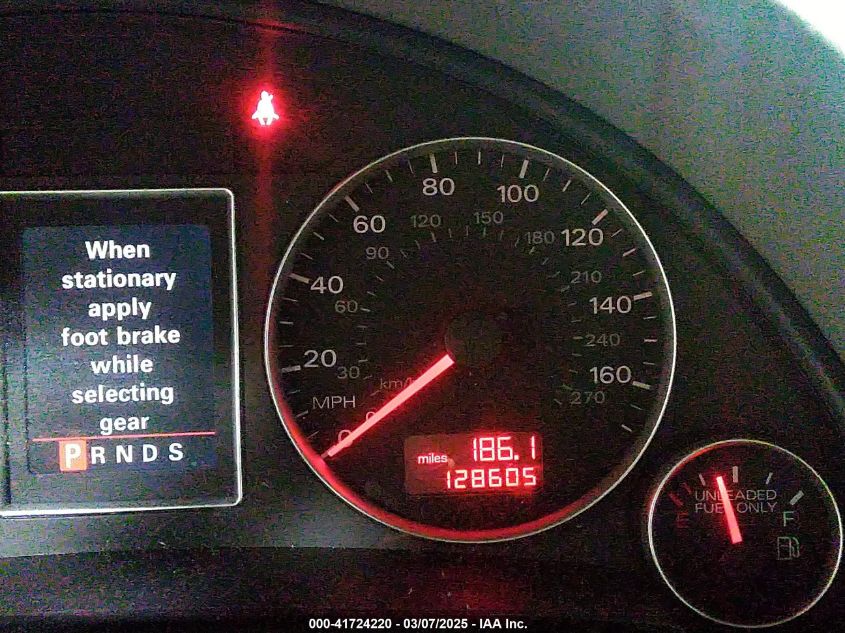 When
stationary
apply
foot brake
while
selecting
gear
P R N D S
80
100
60
120
150
120
90
180
40
210
140
60
240
20
30
160
km/
270
MPH
0
0
186.1
miles
128605
UNLEADED
FUEL ONLY
E
F
000-41724220 - 03/07/2025 - IAA Inc.